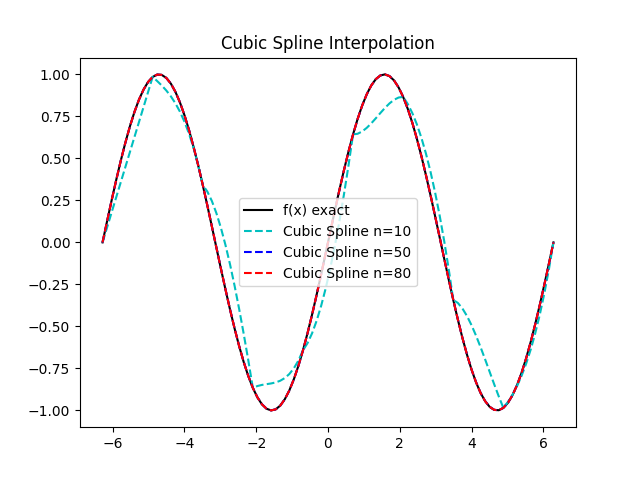 Cubic Spline Interpolation
1.00
0.75
0.50
0.25
0.00
−0.25
−0.50
−0.75
−1.00
f(x) exact
Cubic Spline n=10
Cubic Spline n=50
Cubic Spline n=80
−6 −4 −2 0 2 4 6